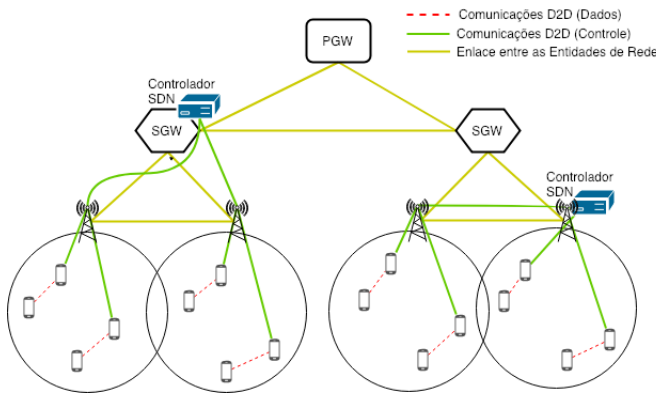 Comunicações D2D (Dados)
Comunicações D2D (Controle)
Enlace entre as Entidades de Rede
PGW
Controlador
SDN
SGW
SGW
Controlador
SDN